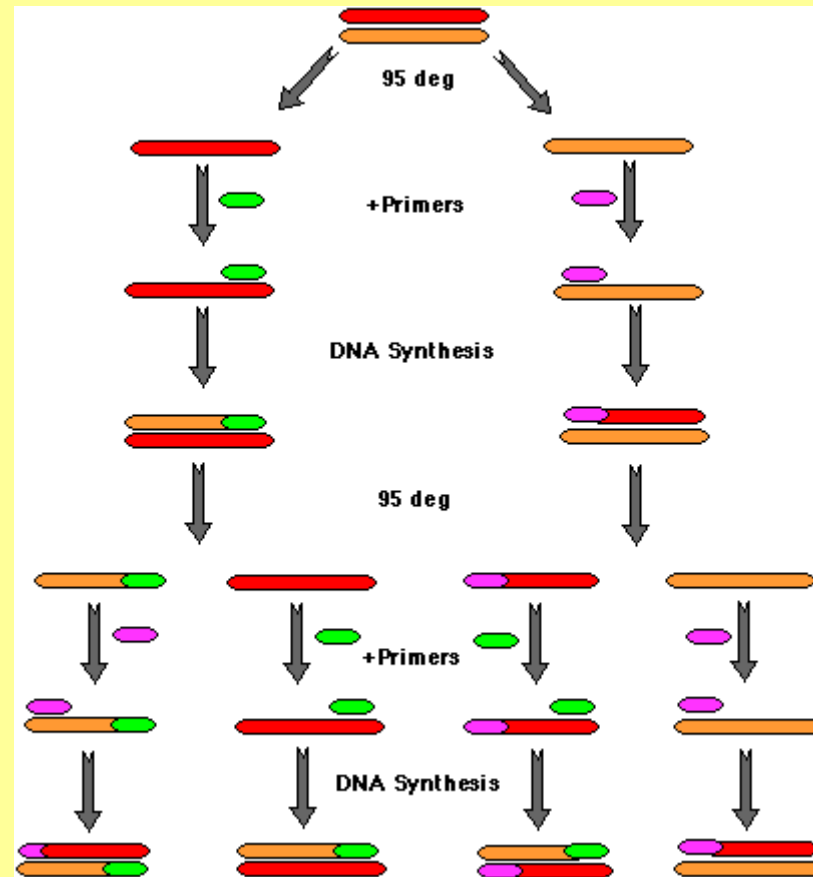 95 deg
+Primers
DNA Synthesis
95 deg
+Primers
DNA Synthesis